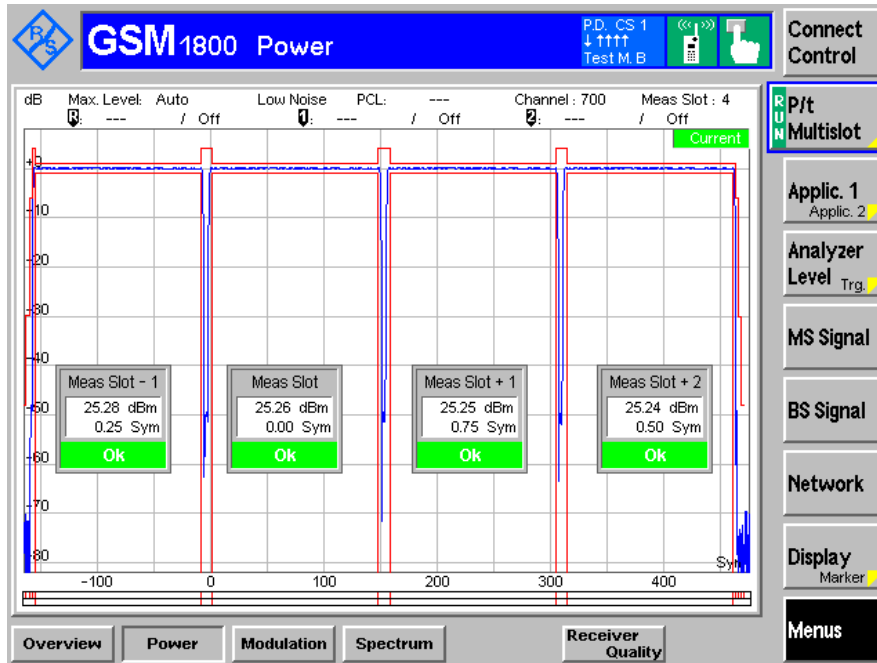 R/S
GSM 1800 Power
P.D. CS 1
↓ ↑↑↑↑
Test M. B
Connect
Control
dB Max. Level: Auto Low Noise PCL: --- Channel : 700 Meas Slot : 4
R: --- / Off 1: --- / Off 2: --- / Off
Current
RUN
P/t
Multislot
Applic. 1
Applic. 2
Analyzer
Level Trg.
MS Signal
BS Signal
Network
Display
Marker
Menus
+0
-10
-20
-30
-40
-50
-60
-70
-80
Meas Slot - 1
25.28 dBm
0.25 Sym
Ok
Meas Slot
25.26 dBm
0.00 Sym
Ok
Meas Slot + 1
25.25 dBm
0.75 Sym
Ok
Meas Slot + 2
25.24 dBm
0.50 Sym
Ok
-100 0 100 200 300 400
Overview Power Modulation Spectrum Receiver
Quality